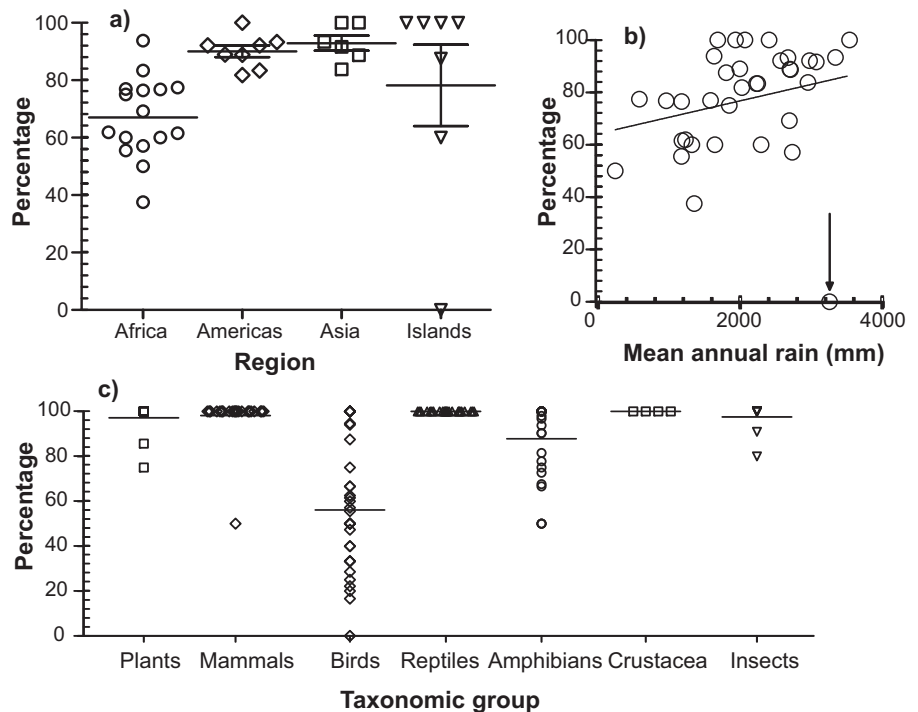 a)
Percentage
100
80
60
40
20
0
Africa Americas Asia Islands
Region
b)
Percentage
100
80
60
40
20
0
0 2000 4000
Mean annual rain (mm)
c)
Percentage
100
80
60
40
20
0
Plants Mammals Birds Reptiles Amphibians Crustacea Insects
Taxonomic group